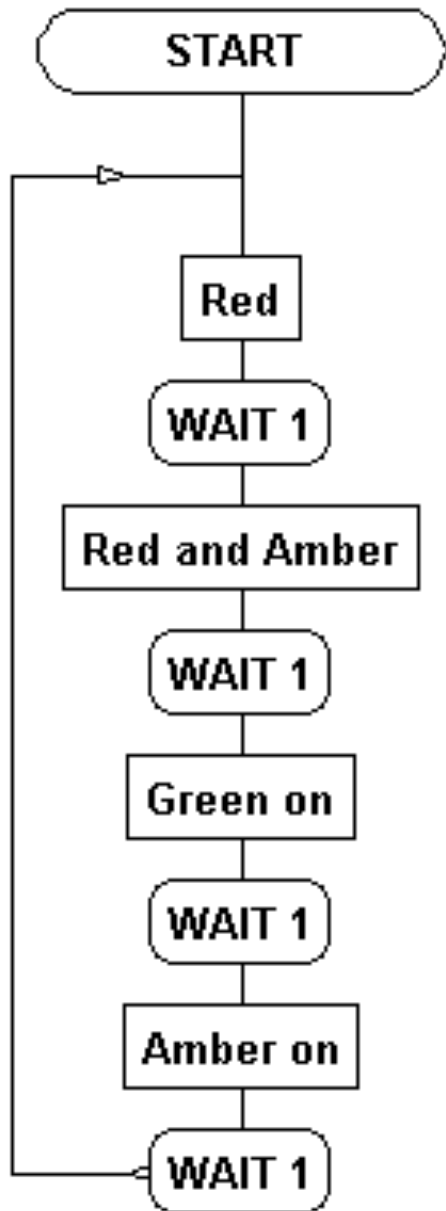 START
Red
WAIT 1
Red and Amber
WAIT 1
Green on
WAIT 1
Amber on
WAIT 1